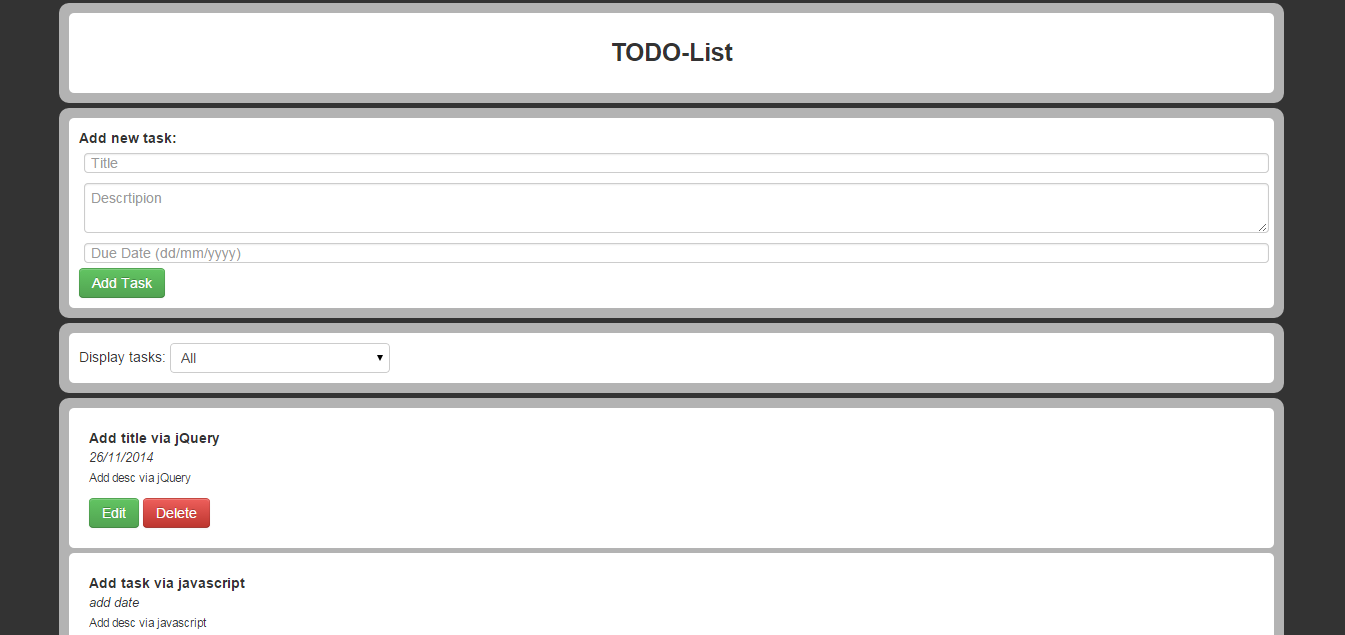 TODO-List
Add new task:
Title
Descrtipion
Due Date (dd/mm/yyyy)
Add Task
Display tasks: All
Add title via jQuery
26/11/2014
Add desc via jQuery
Edit Delete
Add task via javascript
add date
Add desc via javascript